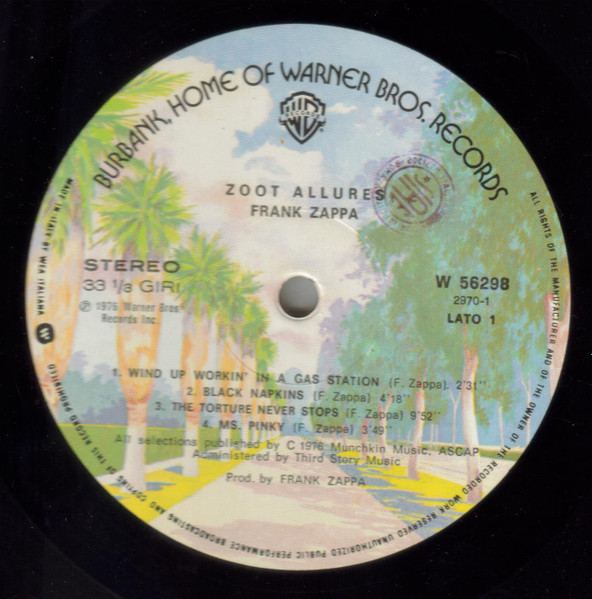 BURBANK, HOME OF WARNER BROS. RECORDS
WB
RECORDS
ZOOT ALLURES
FRANK ZAPPA
STEREO
33 1/3 GIRI
℗ 1976 Warner Bros.
Records Inc.
W 56298
2970-1
LATO 1
1. WIND UP WORKIN' IN A GAS STATION (F. Zappa). 2'31''
2. BLACK NAPKINS (F. Zappa) 4'18''
3. THE TORTURE NEVER STOPS (F. Zappa) 9'52''
4. MS. PINKY (F. Zappa) 3'49''
All selections published by C 1976 Munchkin Music, ASCAP
Administered by Third Story Music
Prod. by FRANK ZAPPA
MADE IN ITALY BY WEA ITALIANA
ALL RIGHTS OF THE MANUFACTURER AND OF THE OWNER OF THE RECORDED WORK RESERVED UNAUTHORIZED PUBLIC PERFORMANCE BROADCASTING AND COPYING OF THIS RECORD PROHIBITED